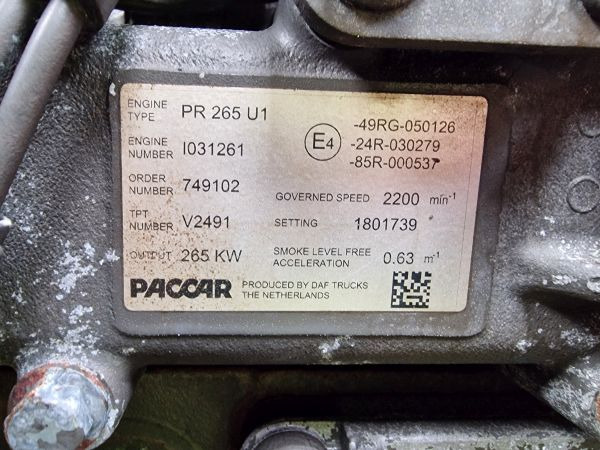 ENGINE TYPE PR 265 U1
ENGINE NUMBER I031261
ORDER NUMBER 749102
TPT NUMBER V2491
OUTPUT 265 KW
E4
-49RG-050126
-24R-030279
-85R-000537
GOVERNED SPEED 2200 min-1
SETTING 1801739
SMOKE LEVEL FREE ACCELERATION 0.63 m-1
PACCAR
PRODUCED BY DAF TRUCKS
THE NETHERLANDS